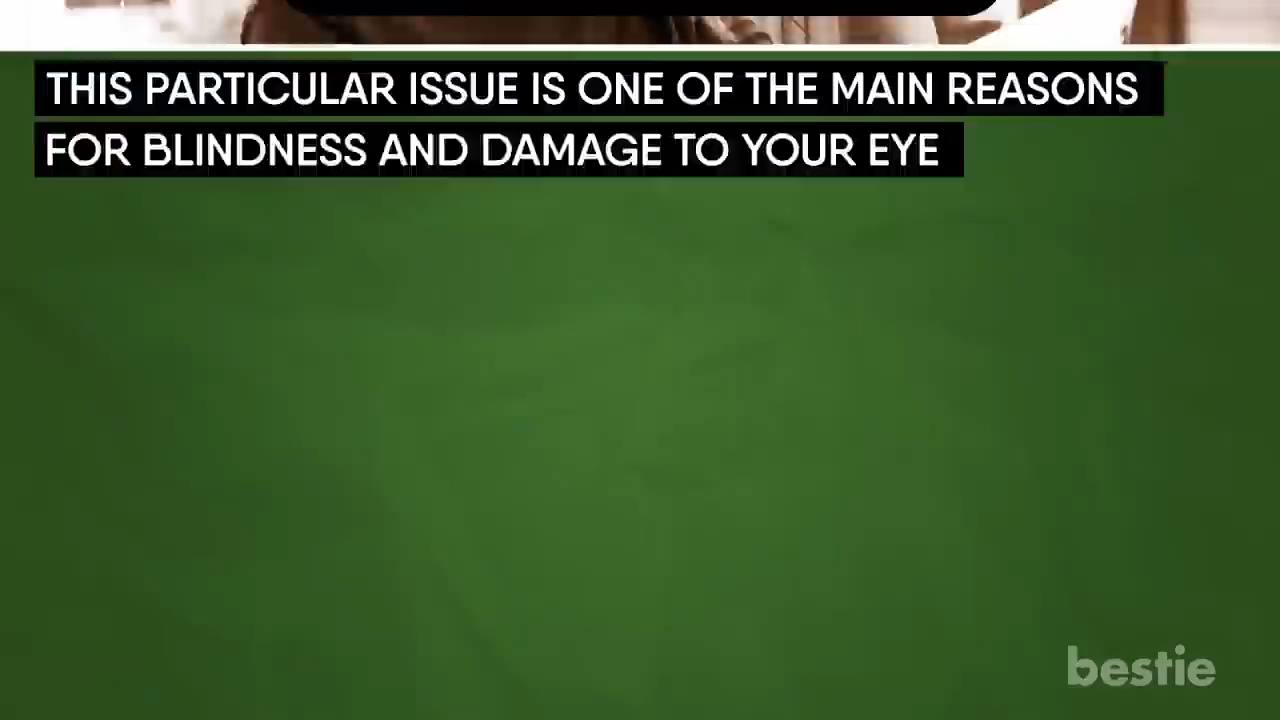 THIS PARTICULAR ISSUE IS ONE OF THE MAIN REASONS
FOR BLINDNESS AND DAMAGE TO YOUR EYE
bestie